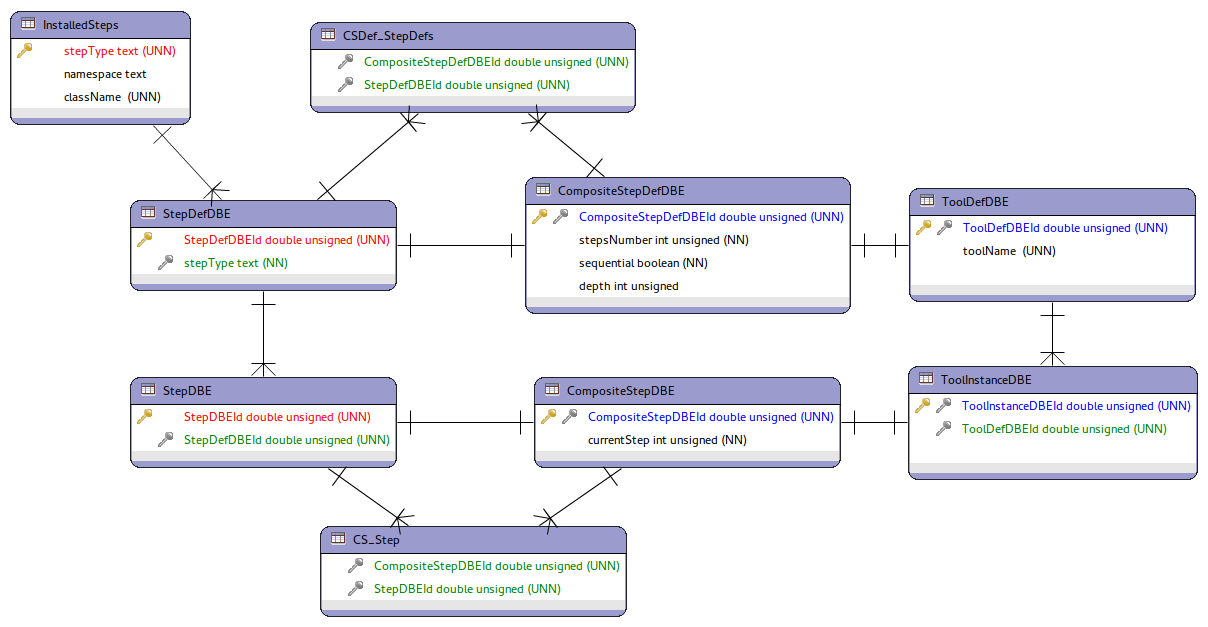 InstalledSteps
stepType text (UNN)
namespace text
className (UNN)
CSDef_StepDefs
CompositeStepDefDBEId double unsigned (UNN)
StepDefDBEId double unsigned (UNN)
StepDefDBE
StepDefDBEId double unsigned (UNN)
stepType text (NN)
CompositeStepDefDBE
CompositeStepDefDBEId double unsigned (UNN)
stepsNumber int unsigned (NN)
sequential boolean (NN)
depth int unsigned
ToolDefDBE
ToolDefDBEId double unsigned (UNN)
toolName (UNN)
StepDBE
StepDBEId double unsigned (UNN)
StepDefDBEId double unsigned (UNN)
CompositeStepDBE
CompositeStepDBEId double unsigned (UNN)
currentStep int unsigned (NN)
ToolInstanceDBE
ToolInstanceDBEId double unsigned (UNN)
ToolDefDBEId double unsigned (UNN)
CS_Step
CompositeStepDBEId double unsigned (UNN)
StepDBEId double unsigned (UNN)